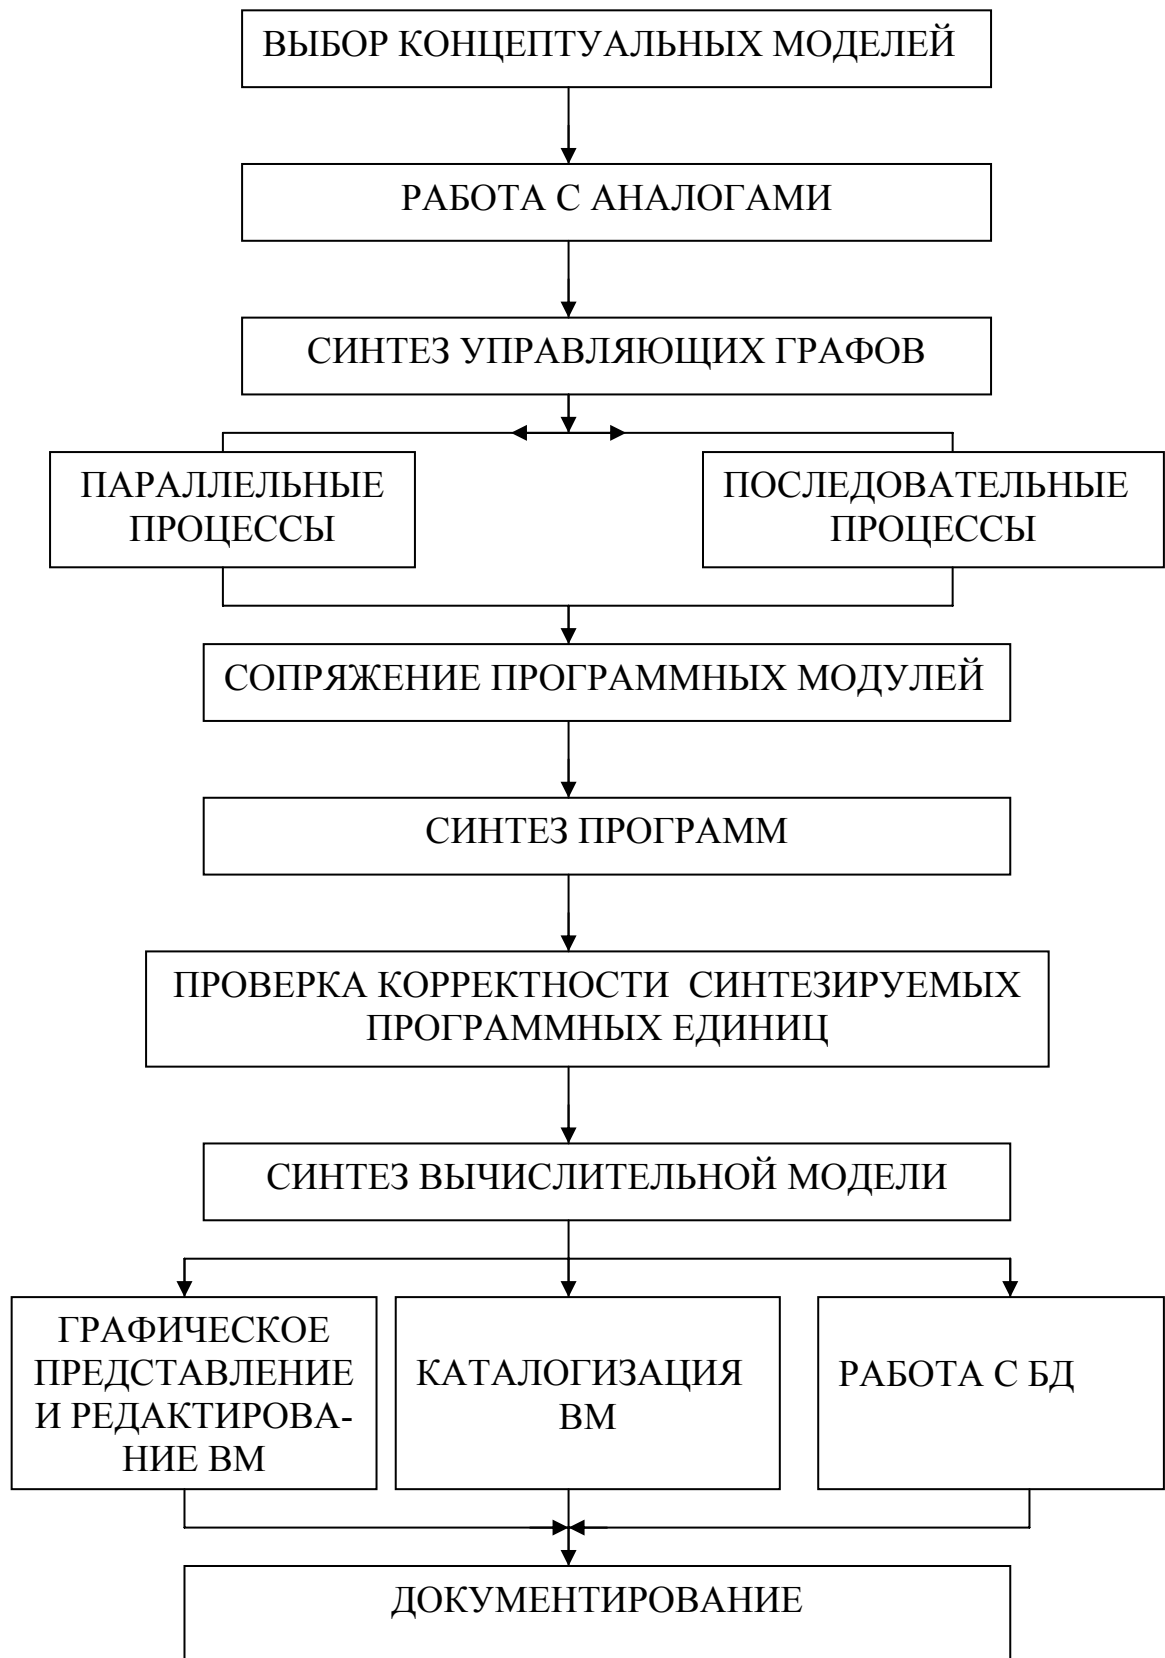 ВЫБОР КОНЦЕПТУАЛЬНЫХ МОДЕЛЕЙ
РАБОТА С АНАЛОГАМИ
СИНТЕЗ УПРАВЛЯЮЩИХ ГРАФОВ
ПАРАЛЛЕЛЬНЫЕ
ПРОЦЕССЫ
ПОСЛЕДОВАТЕЛЬНЫЕ
ПРОЦЕССЫ
СОПРЯЖЕНИЕ ПРОГРАММНЫХ МОДУЛЕЙ
СИНТЕЗ ПРОГРАММ
ПРОВЕРКА КОРРЕКТНОСТИ СИНТЕЗИРУЕМЫХ
ПРОГРАММНЫХ ЕДИНИЦ
СИНТЕЗ ВЫЧИСЛИТЕЛЬНОЙ МОДЕЛИ
ГРАФИЧЕСКОЕ
ПРЕДСТАВЛЕНИЕ
И РЕДАКТИРОВА-
НИЕ ВМ
КАТАЛОГИЗАЦИЯ
ВМ
РАБОТА С БД
ДОКУМЕНТИРОВАНИЕ